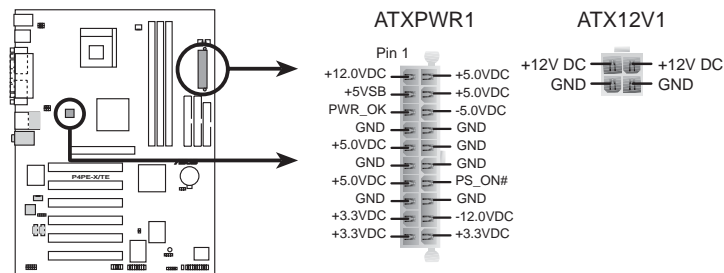 ATXPWR1 ATX12V1
Pin 1
+12V DC +12V DC
GND GND
+12.0VDC +5.0VDC
+5VSB +5.0VDC
PWR_OK -5.0VDC
GND GND
+5.0VDC GND
GND GND
+5.0VDC PS_ON#
GND GND
+3.3VDC -12.0VDC
+3.3VDC +3.3VDC
P4PE-X/TE